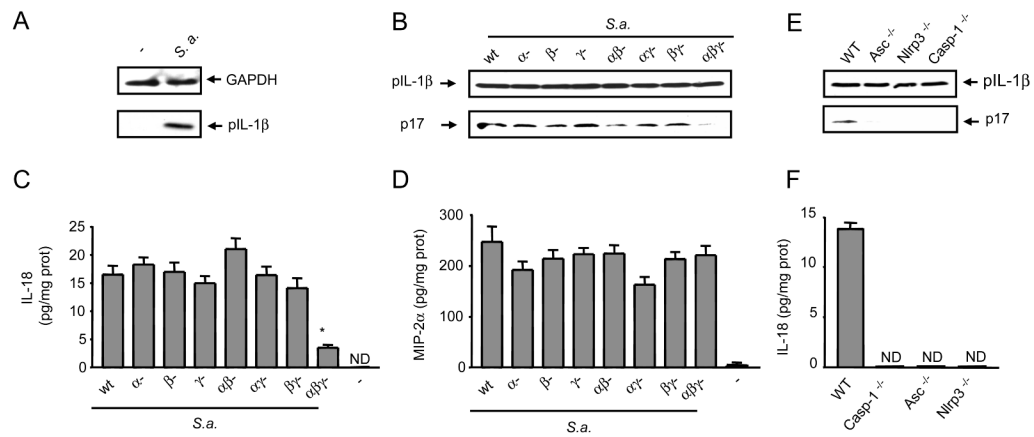 A
-
S. a.
GAPDH
pIL-1β
B
S.a.
wt α- β- γ- αβ- αγ- βγ- αβγ-
pIL-1β
p17
E
WT Asc -/- Nlrp3 -/- Casp-1 -/-
pIL-1β
p17
C
IL-18
(pg/mg prot)
25
20
15
10
5
0
*
ND
wt α- β- γ- αβ- αγ- βγ- αβγ- -
S.a.
D
MIP-2α (pg/mg prot)
300
200
100
0
wt α- β- γ- αβ- αγ- βγ- αβγ- -
S.a.
F
IL-18 (pg/mg prot)
15
10
5
0
ND ND ND
WT Casp-1 -/- Asc -/- Nlrp3 -/-